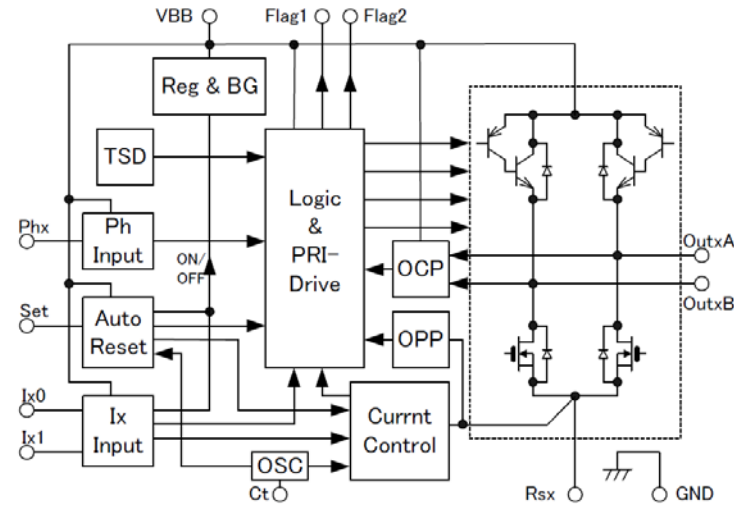 VBB
Flag1
Flag2
Reg & BG
TSD
Logic
&
PRI-
Drive
Phx
Ph
Input
ON/
OFF
OCP
OutxA
OutxB
Set
Auto
Reset
OPP
Ix0
Ix1
Ix
Input
Currnt
Control
OSC
Ct
Rsx
GND